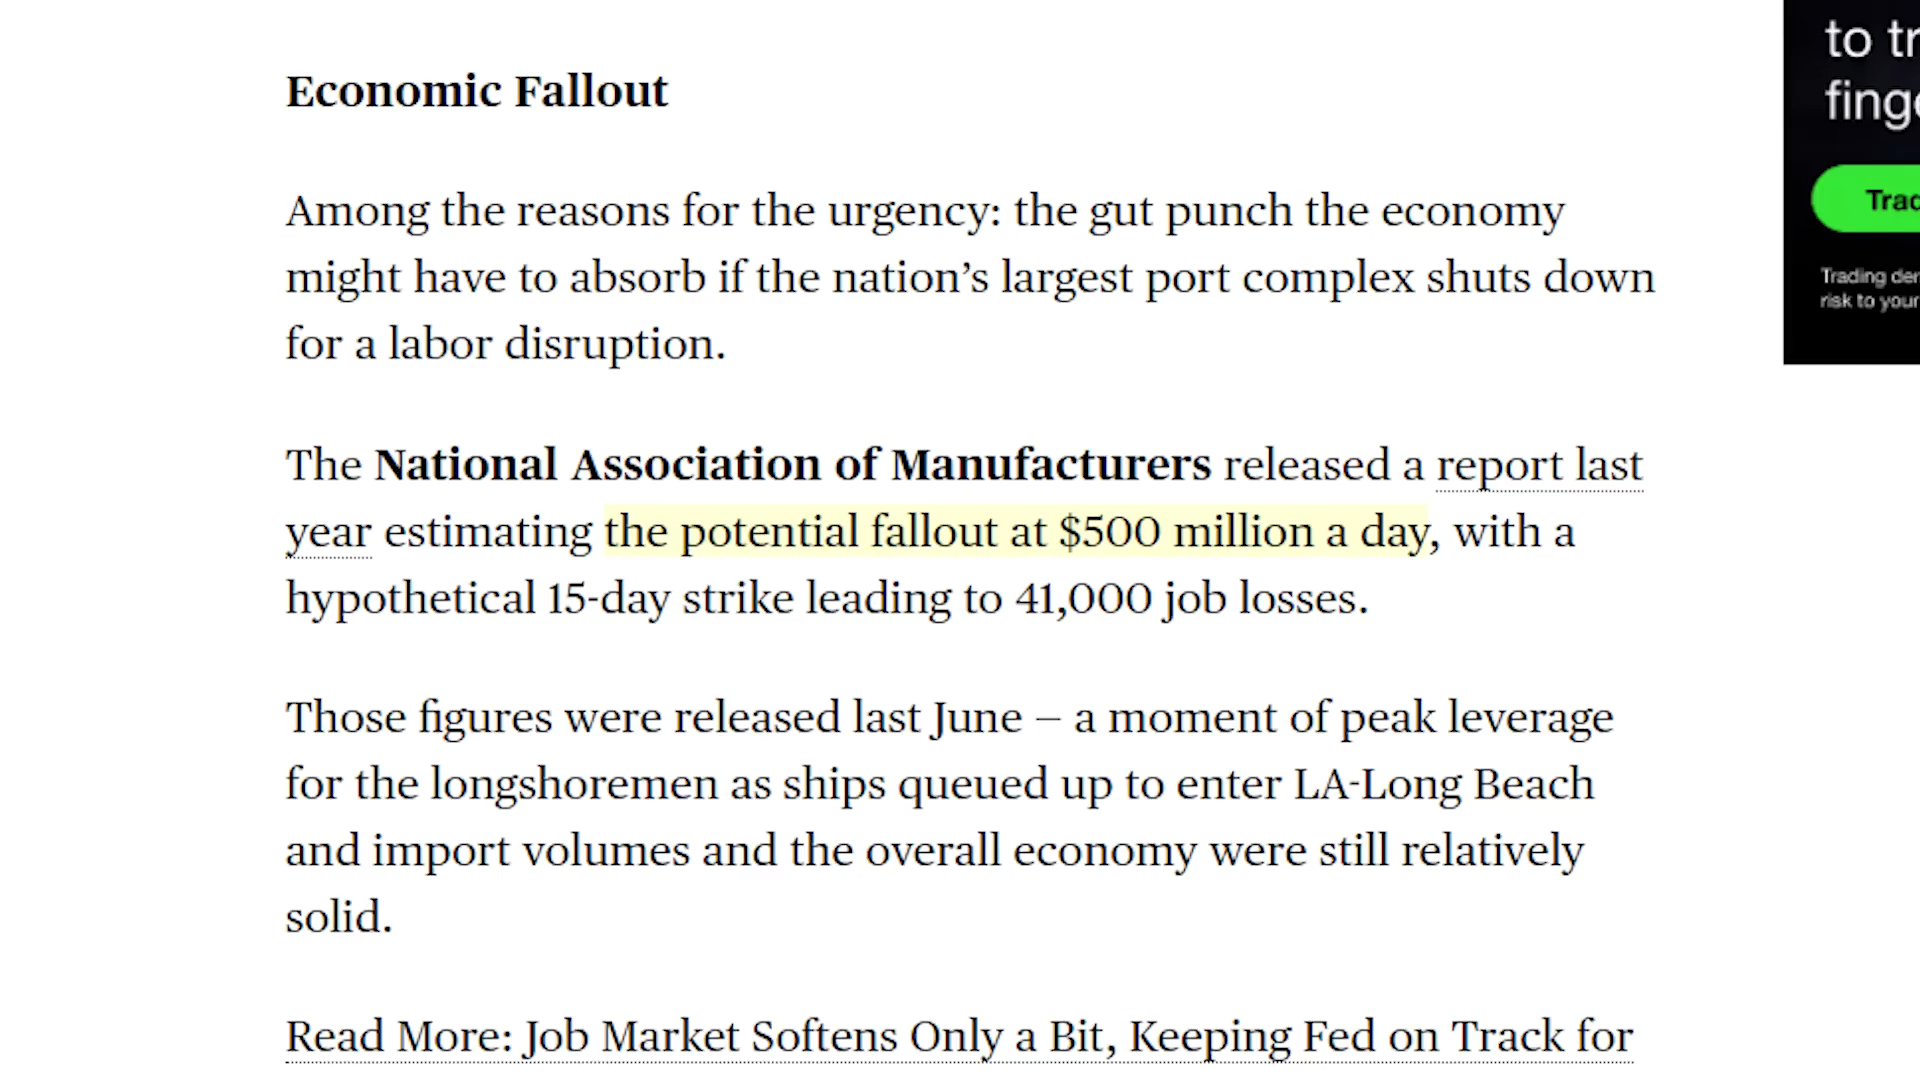 Economic Fallout
Among the reasons for the urgency: the gut punch the economy
might have to absorb if the nation’s largest port complex shuts down
for a labor disruption.
The National Association of Manufacturers released a report last
year estimating the potential fallout at $500 million a day, with a
hypothetical 15-day strike leading to 41,000 job losses.
Those figures were released last June – a moment of peak leverage
for the longshoremen as ships queued up to enter LA-Long Beach
and import volumes and the overall economy were still relatively
solid.
Read More: Job Market Softens Only a Bit, Keeping Fed on Track for
to
Trading
risk to your